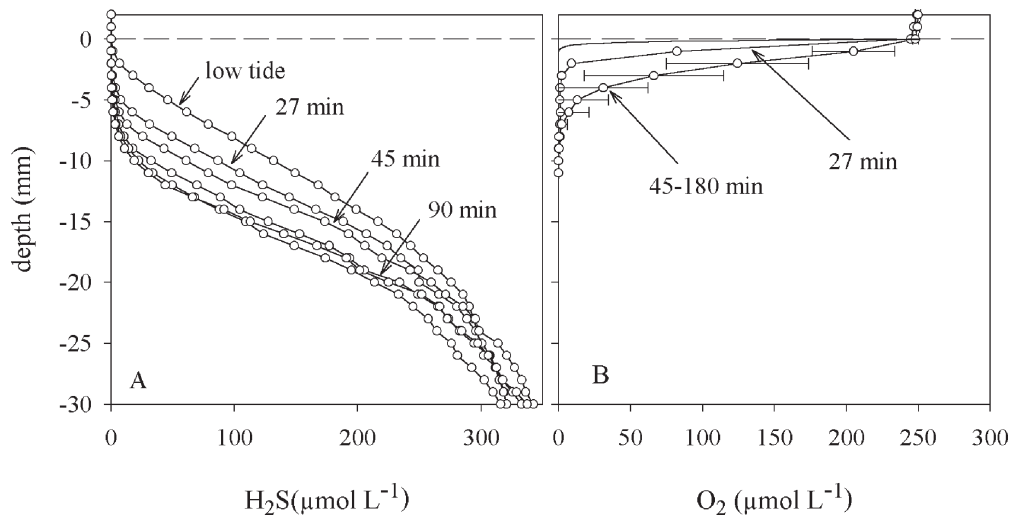 0
-5
-10
-15
-20
-25
-30
depth (mm)
low tide
27 min
45 min
90 min
A
0
100
200
300
H₂S(µmol L⁻¹)
27 min
45-180 min
B
0
50
100
150
200
250
300
O₂ (µmol L⁻¹)